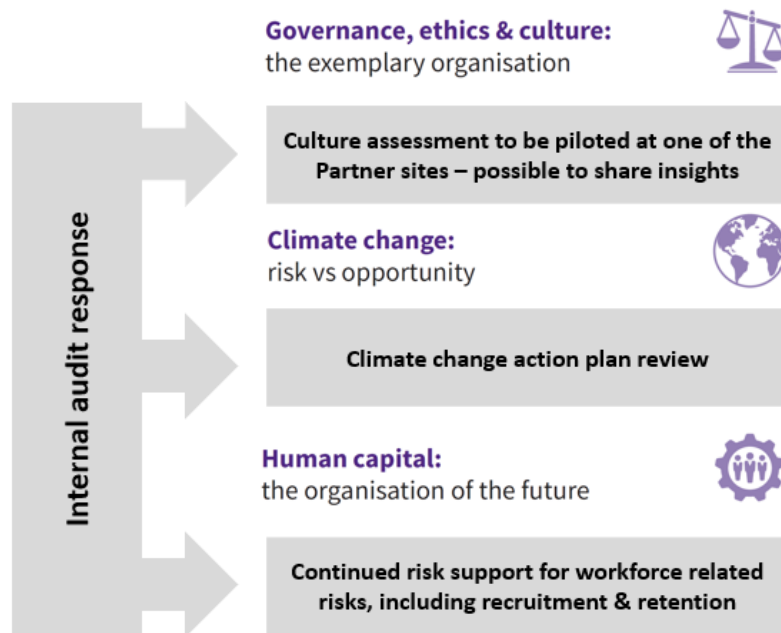 Governance, ethics & culture:
the exemplary organisation
Internal audit response
Culture assessment to be piloted at one of the
Partner sites – possible to share insights
Climate change:
risk vs opportunity
Climate change action plan review
Human capital:
the organisation of the future
Continued risk support for workforce related
risks, including recruitment & retention